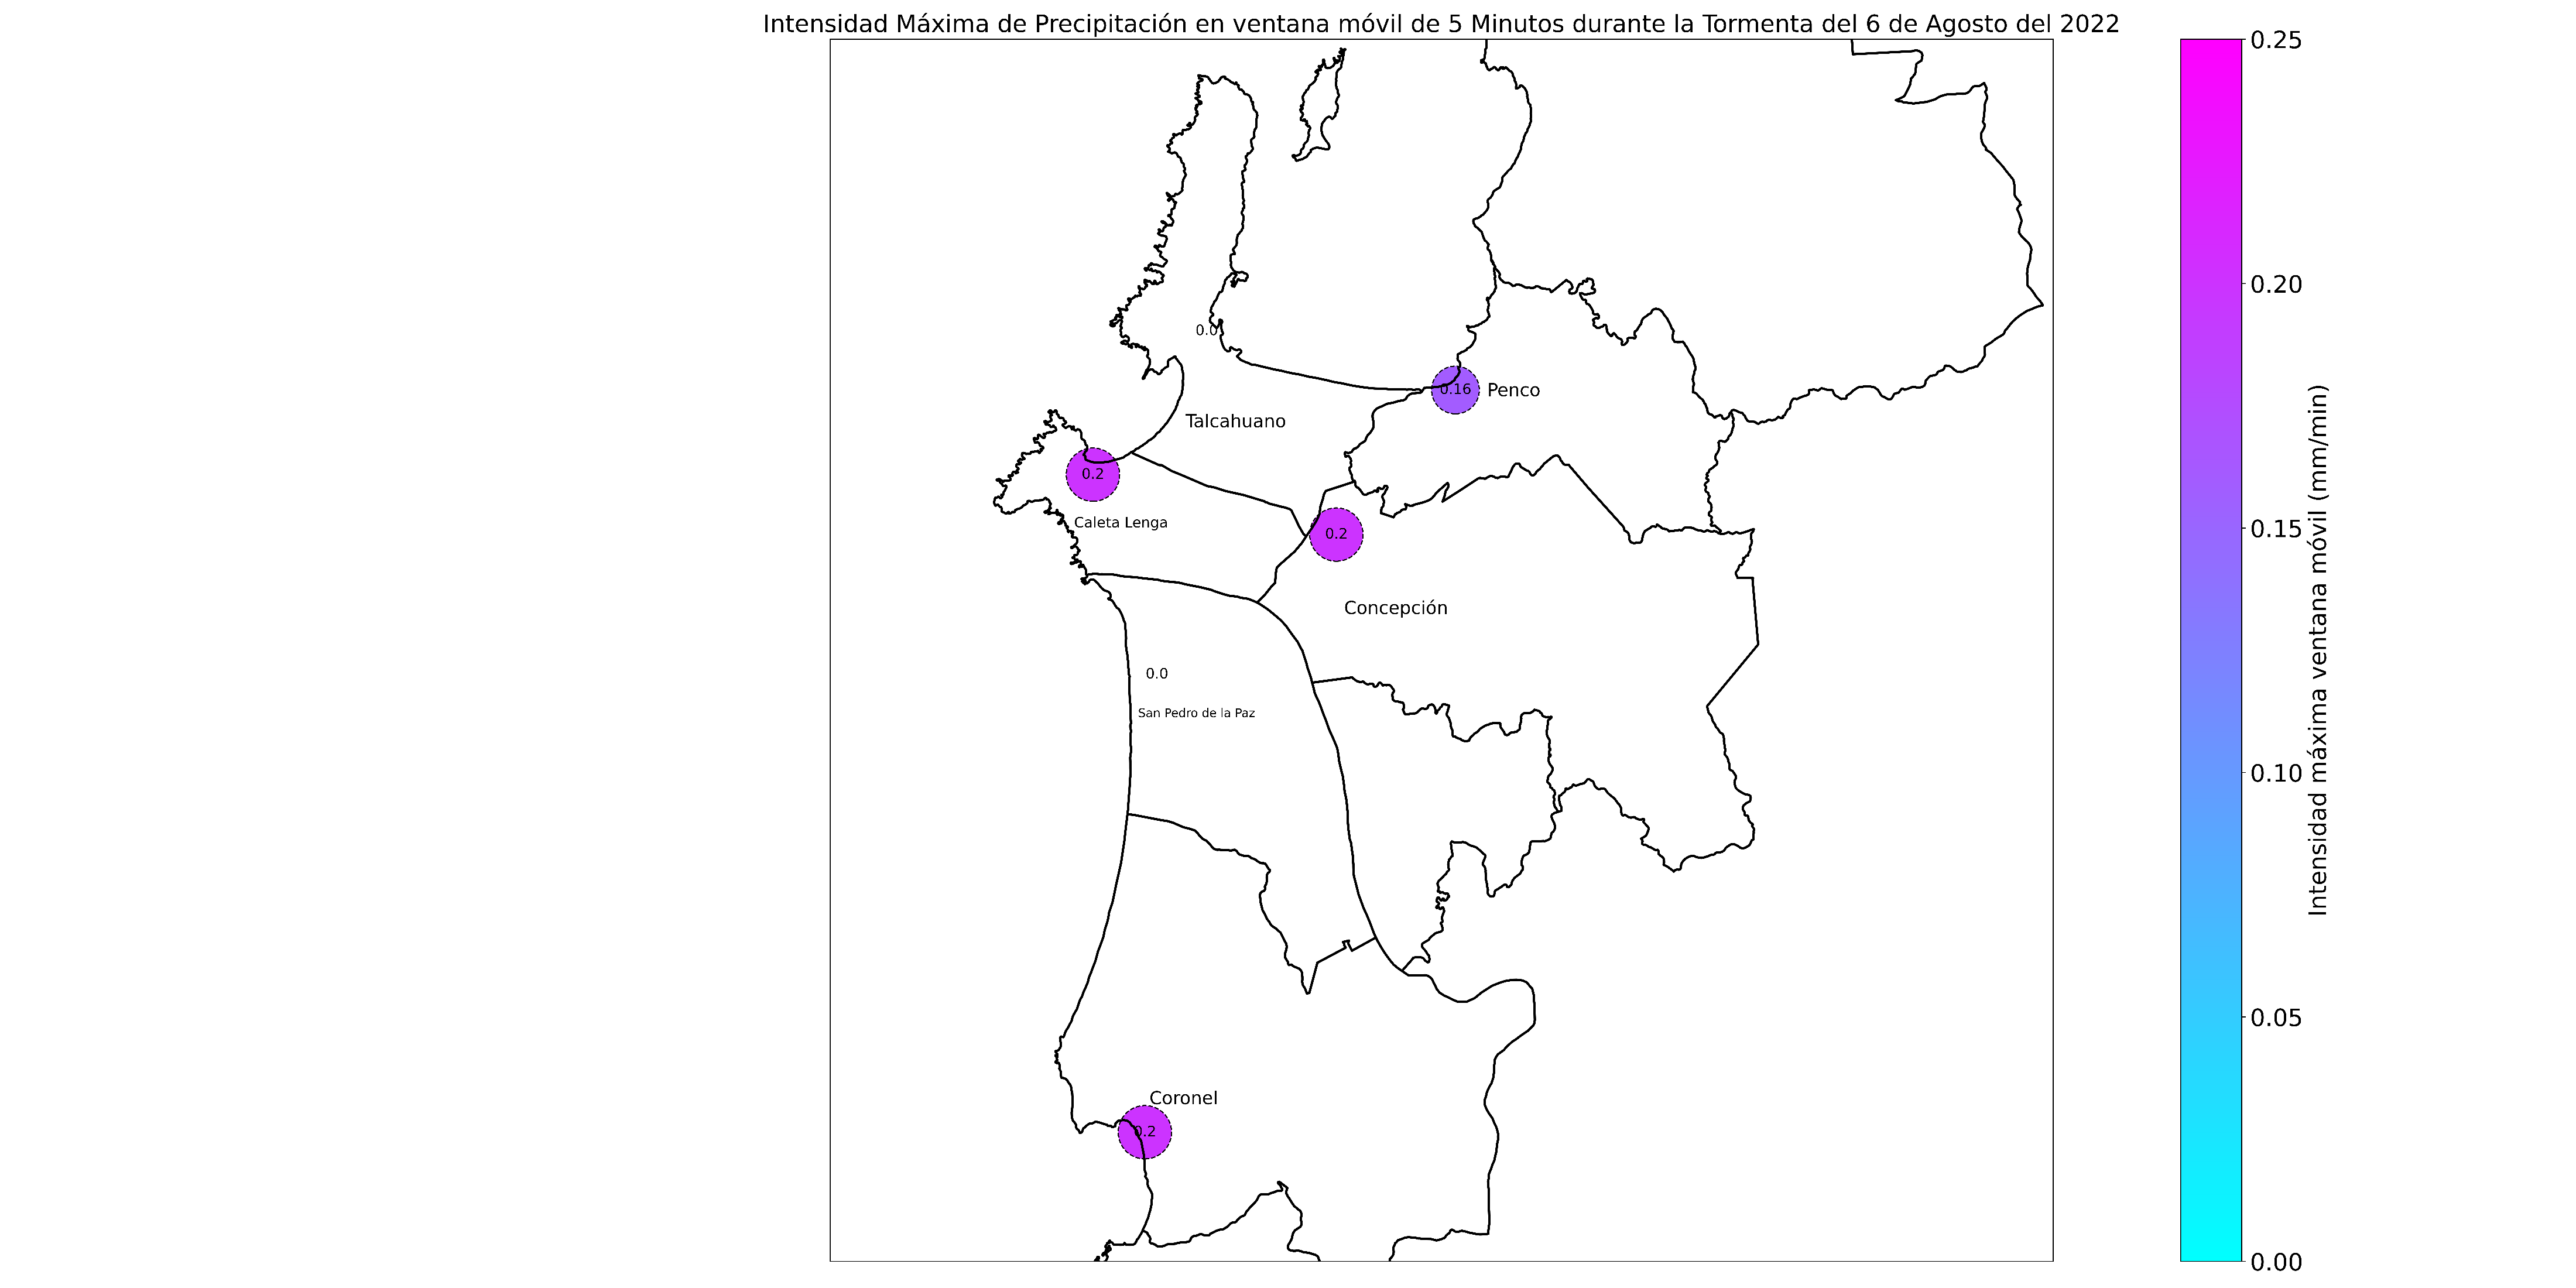 Intensidad Máxima de Precipitación en ventana móvil de 5 Minutos durante la Tormenta del 6 de Agosto del 2022
0.0
0.16 Penco
Talcahuano
0.2
Caleta Lenga
0.2
Concepción
0.0
San Pedro de la Paz
Coronel
0.2
0.25
0.20
0.15
0.10
0.05
0.00
Intensidad máxima ventana móvil (mm/min)